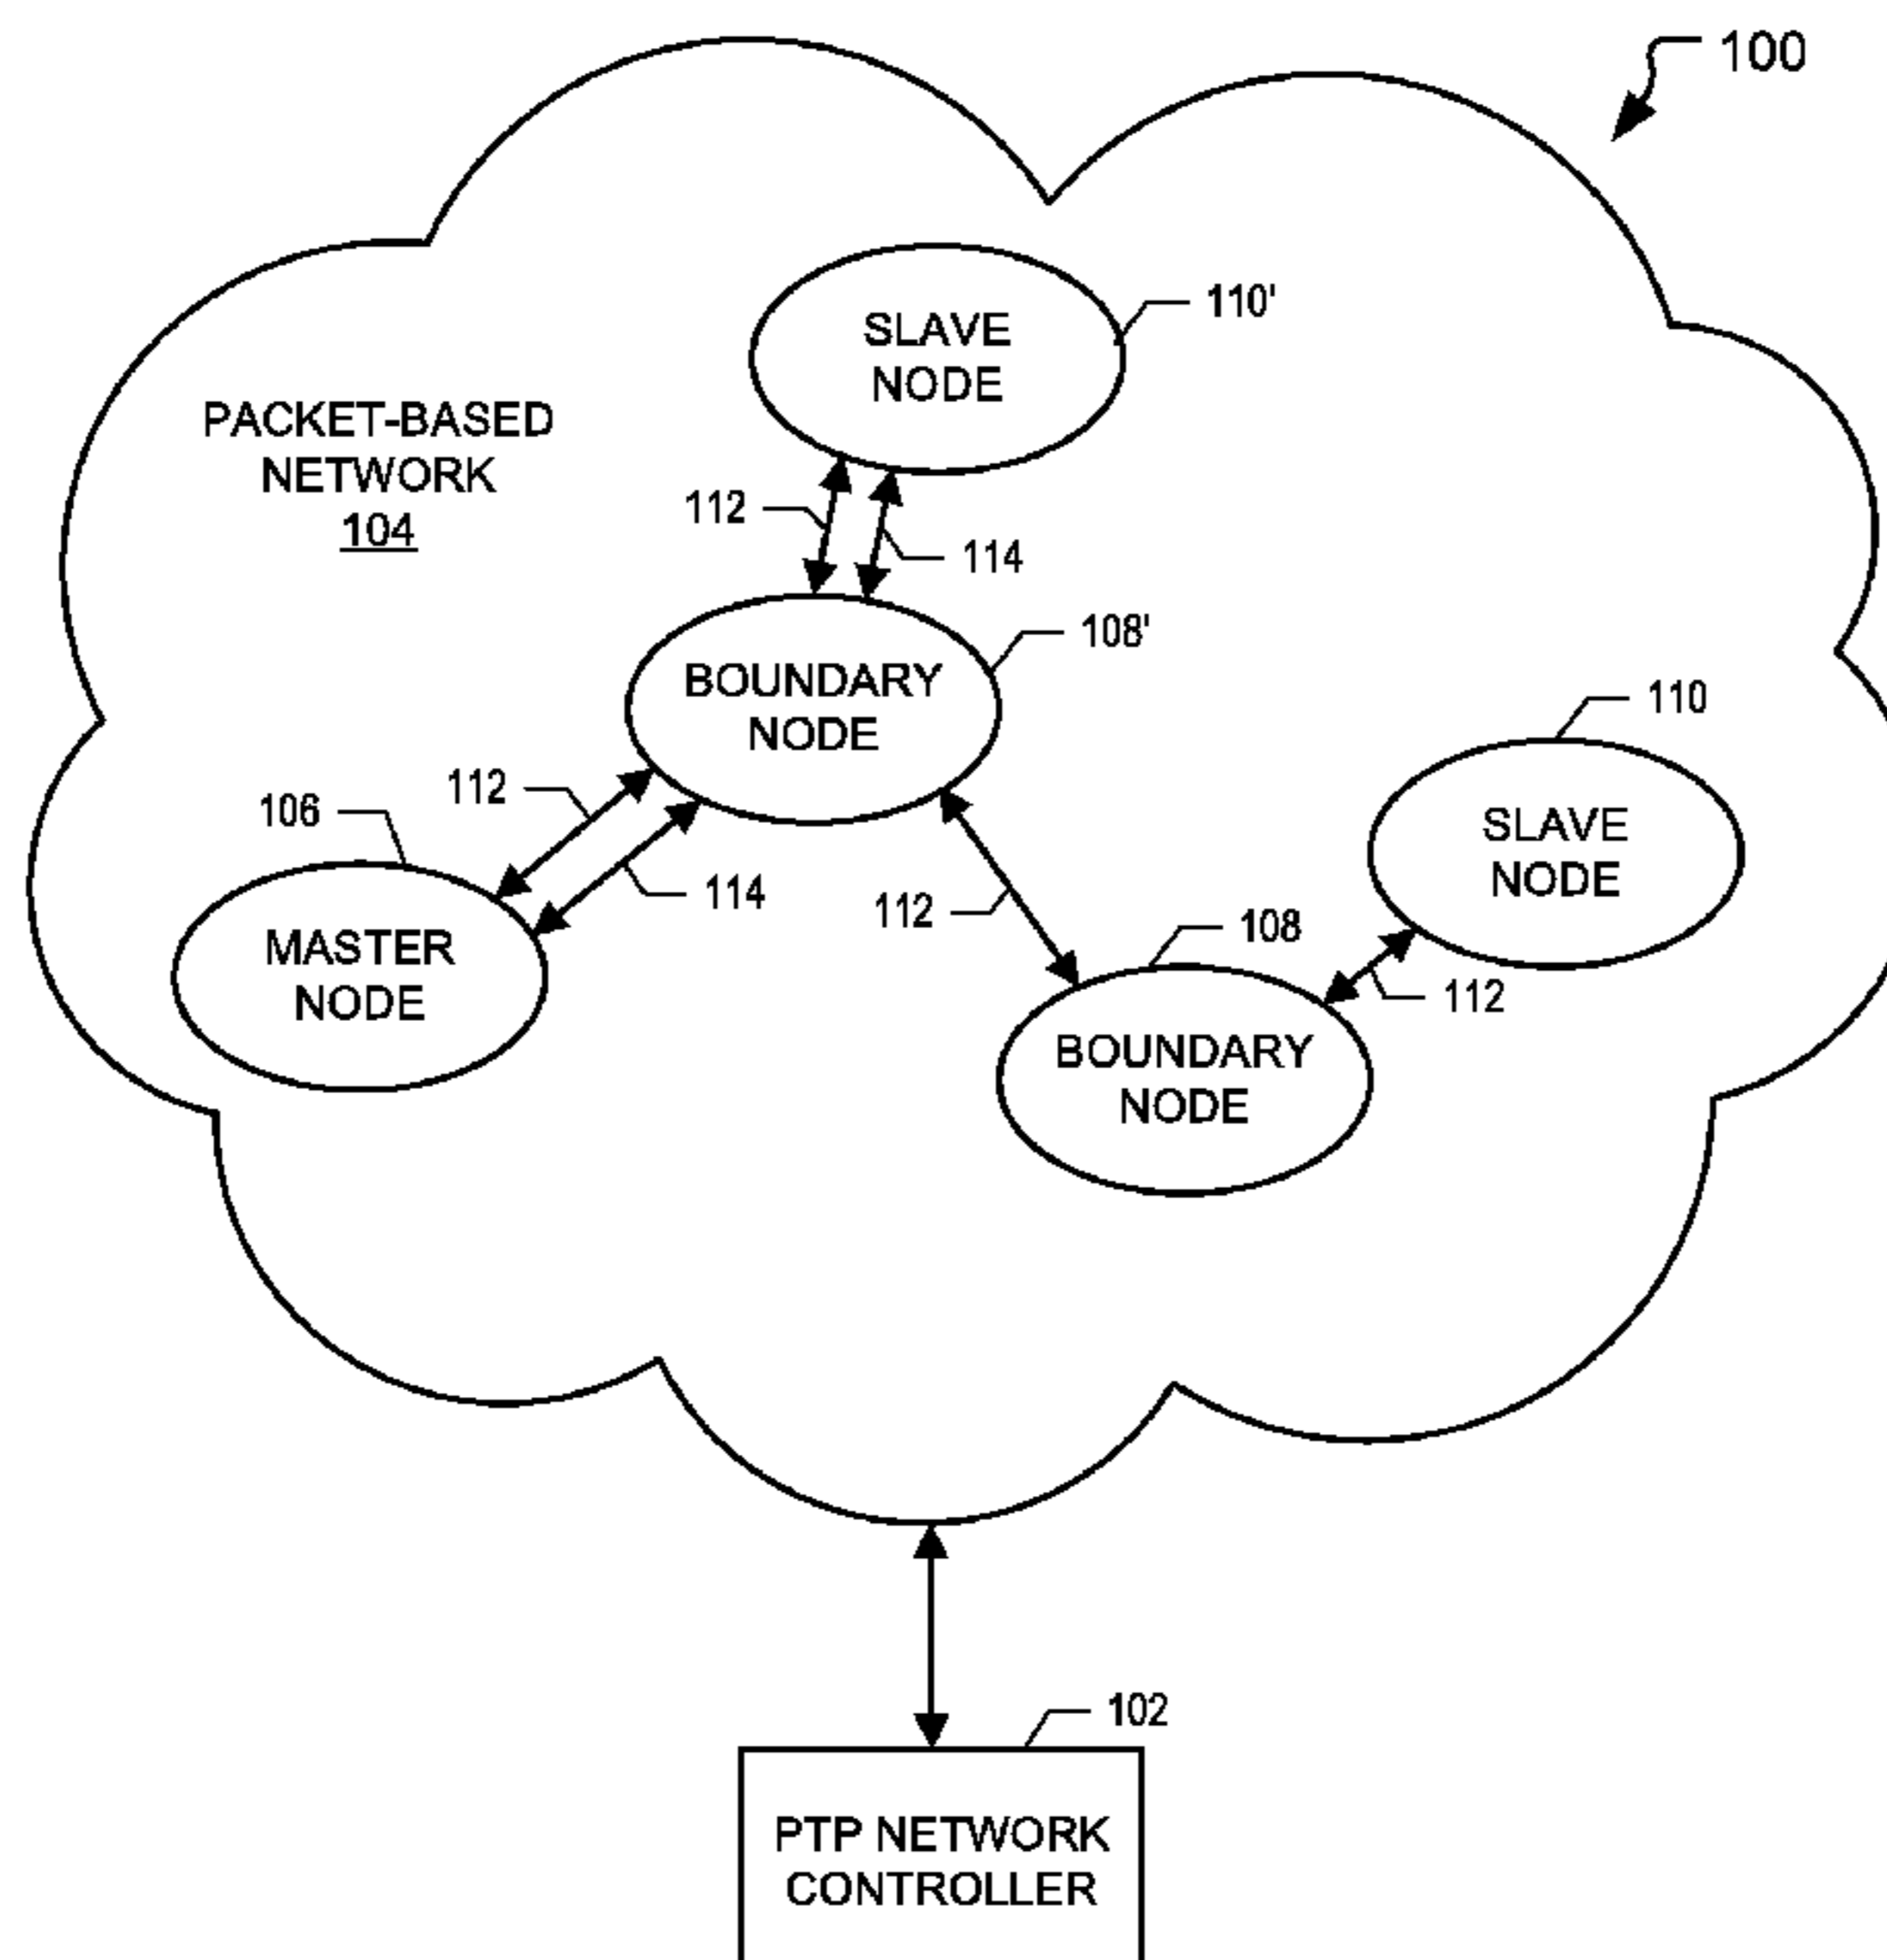 100
SLAVE
NODE
110'
PACKET-BASED
NETWORK
104
112
114
BOUNDARY
NODE
108'
110
SLAVE
NODE
112
106
114
MASTER
NODE
112
108
112
BOUNDARY
NODE
102
PTP NETWORK
CONTROLLER